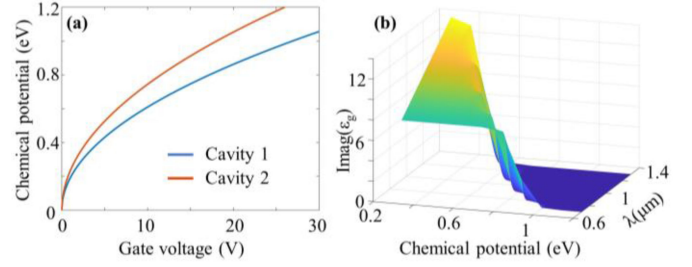 (a)
Chemical potential (eV)
1.2
0.8
0.4
0
0
10
20
30
Gate voltage (V)
Cavity 1
Cavity 2
(b)
Imag(εg)
12
6
0
0.2
0.6
1
Chemical potential (eV)
0.6
1
1.4
λ(μm)